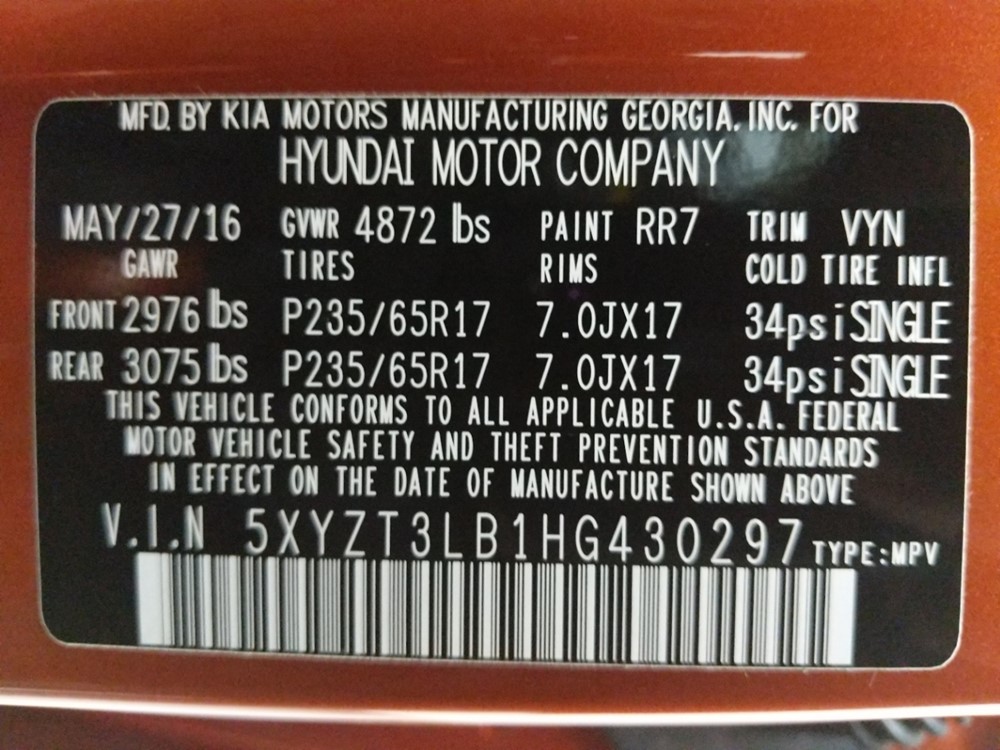 MFD. BY KIA MOTORS MANUFACTURING GEORGIA. INC. FOR
HYUNDAI MOTOR COMPANY
MAY/27/16 GVWR 4872 lbs PAINT RR7 TRIM VYN
GAWR TIRES RIMS COLD TIRE INFL
FRONT 2976 lbs P235/65R17 7.0JX17 34psi SINGLE
REAR 3075 lbs P235/65R17 7.0JX17 34psi SINGLE
THIS VEHICLE CONFORMS TO ALL APPLICABLE U.S.A. FEDERAL
MOTOR VEHICLE SAFETY AND THEFT PREVENTION STANDARDS
IN EFFECT ON THE DATE OF MANUFACTURE SHOWN ABOVE
V.I.N 5XYZT3LB1HG430297 TYPE:MPV